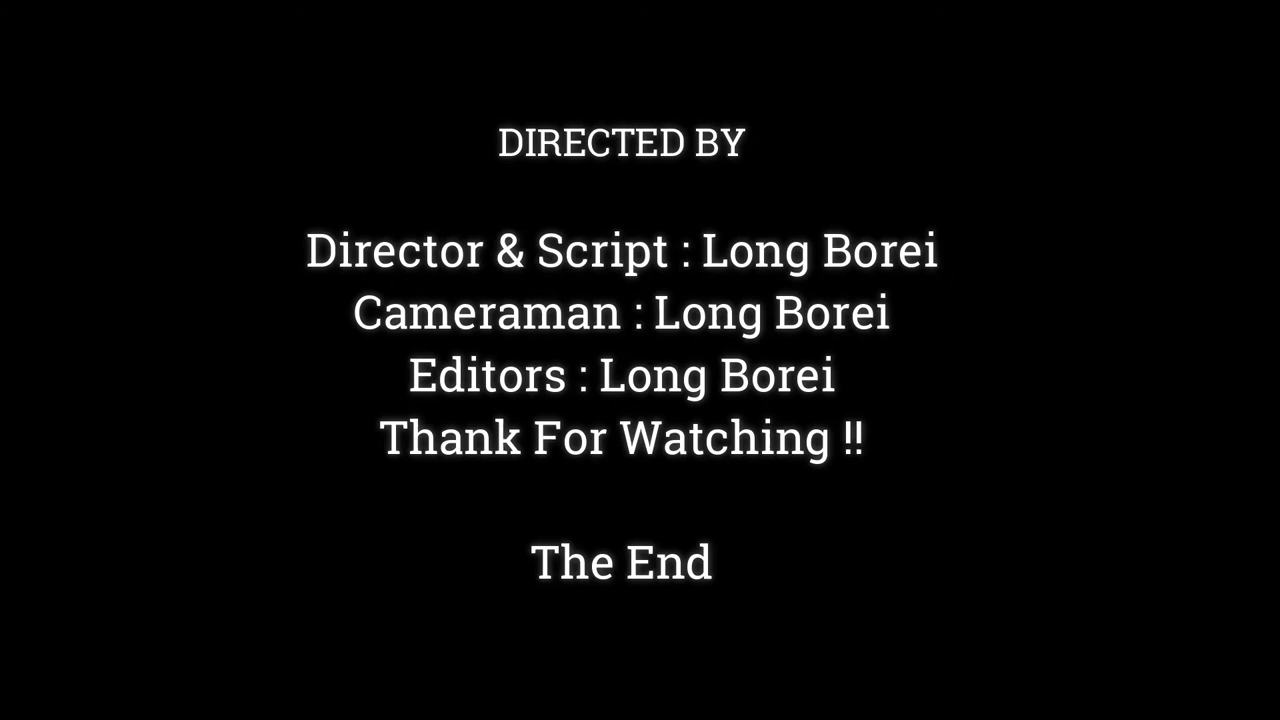 DIRECTED BY
Director & Script : Long Borei
Cameraman : Long Borei
Editors : Long Borei
Thank For Watching !!
The End